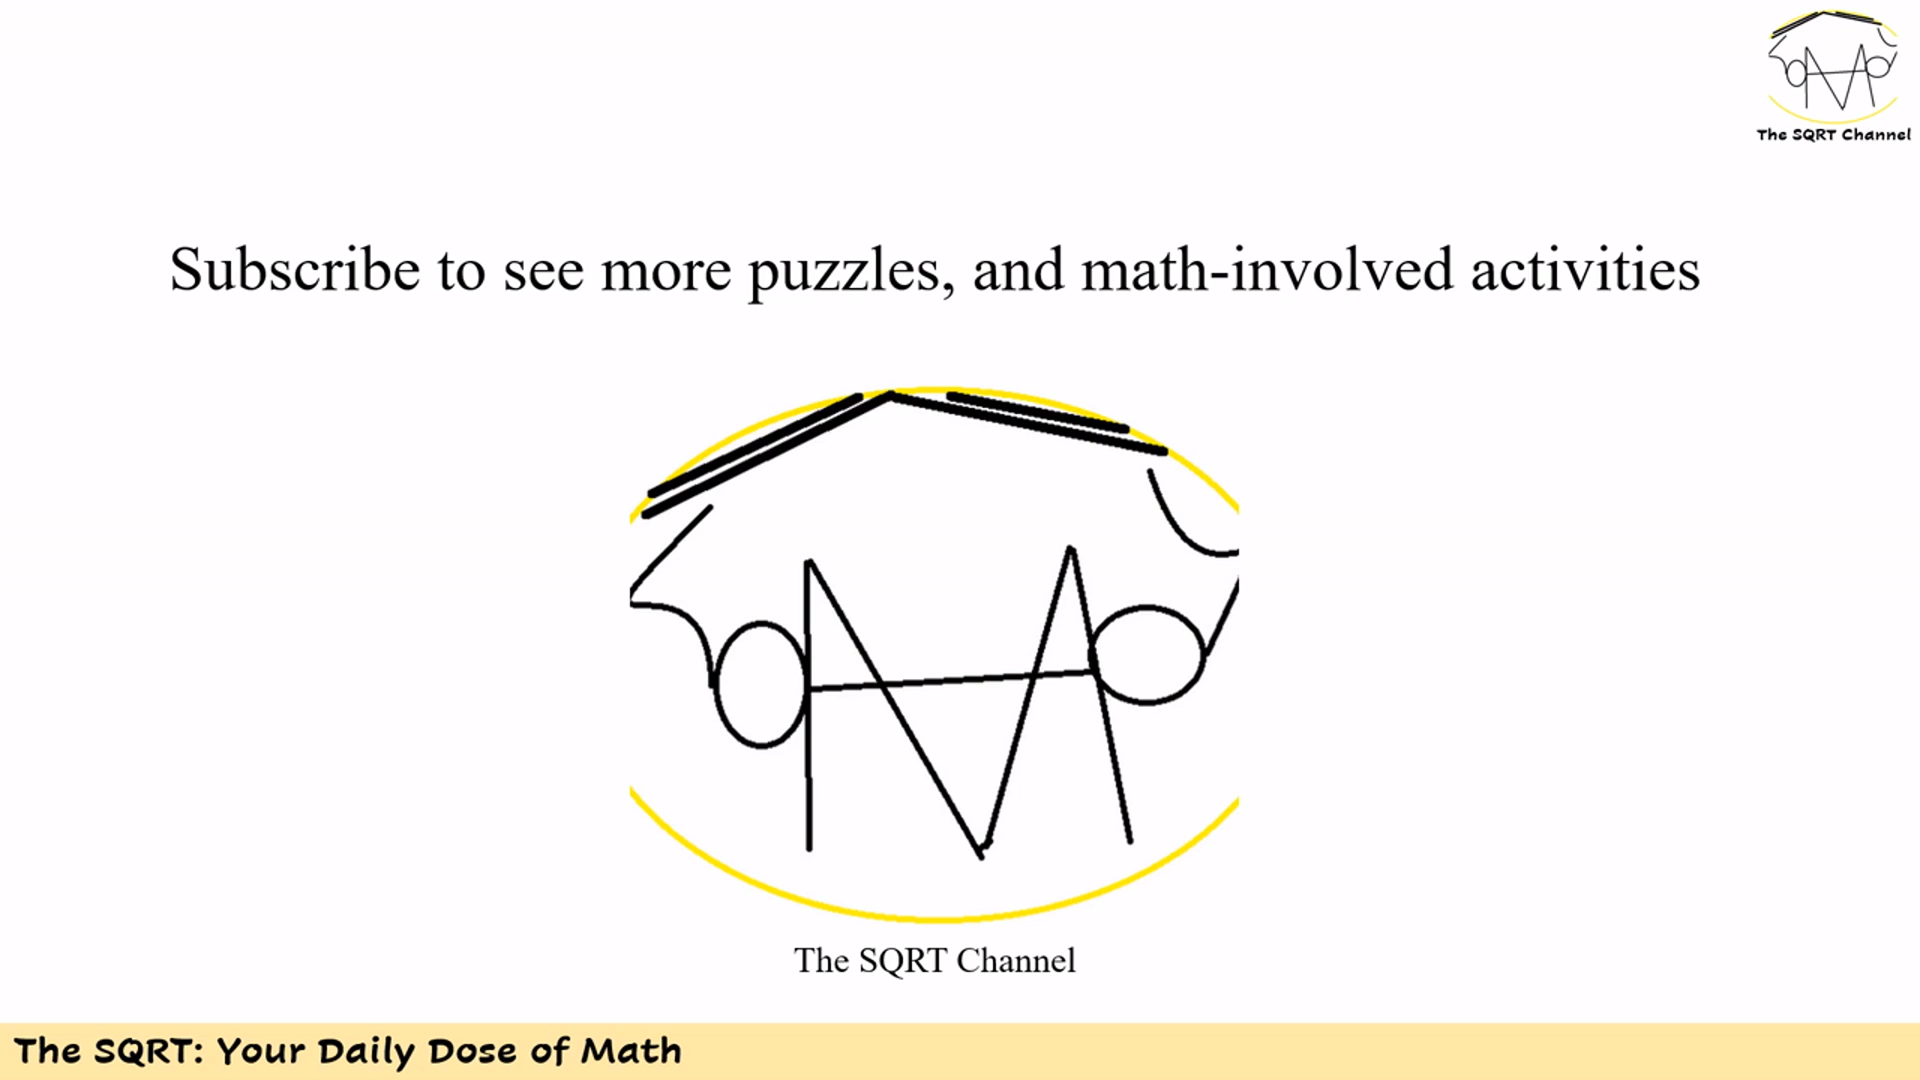 The SQRT Channel
Subscribe to see more puzzles, and math-involved activities
The SQRT Channel
The SQRT: Your Daily Dose of Math